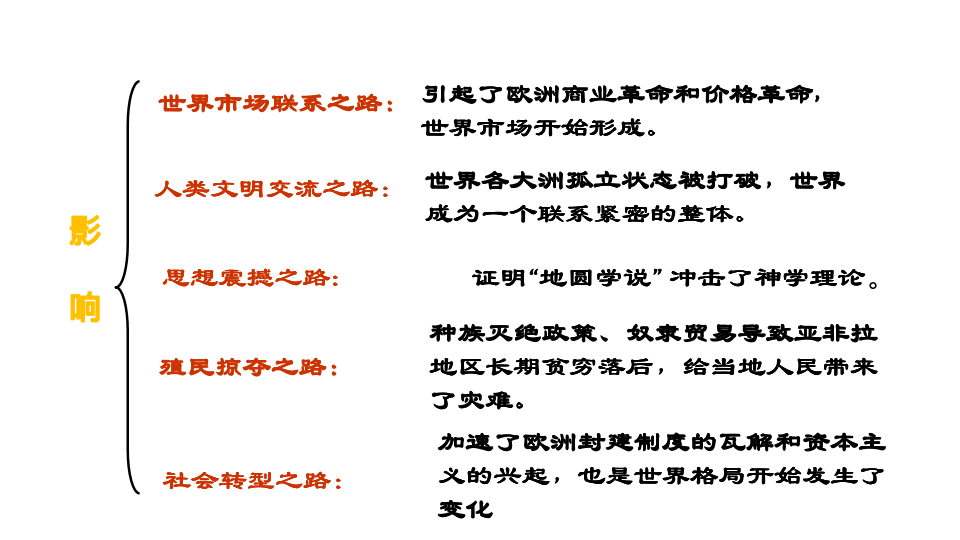 影
响
世界市场联系之路：
引起了欧洲商业革命和价格革命,
世界市场开始形成。
人类文明交流之路：
世界各大洲孤立状态被打破，世界
成为一个联系紧密的整体。
思想震撼之路:
证明“地圆学说”冲击了神学理论。
殖民掠夺之路：
种族灭绝政策、奴隶贸易导致亚非拉
地区长期贫穷落后，给当地人民带来
了灾难。
社会转型之路：
加速了欧洲封建制度的瓦解和资本主
义的兴起，也是世界格局开始发生了
变化